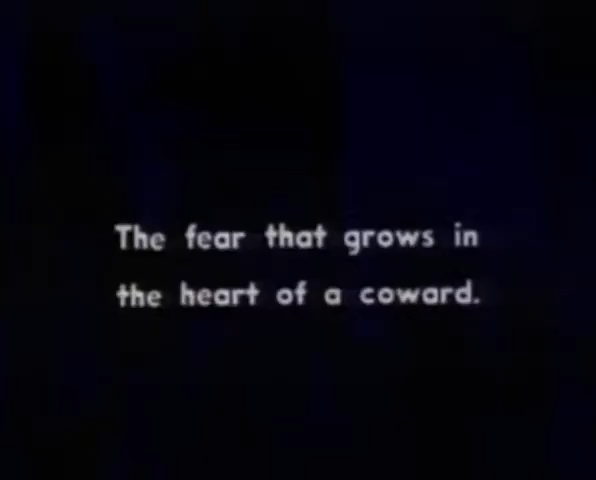 The fear that grows in
the heart of a coward.